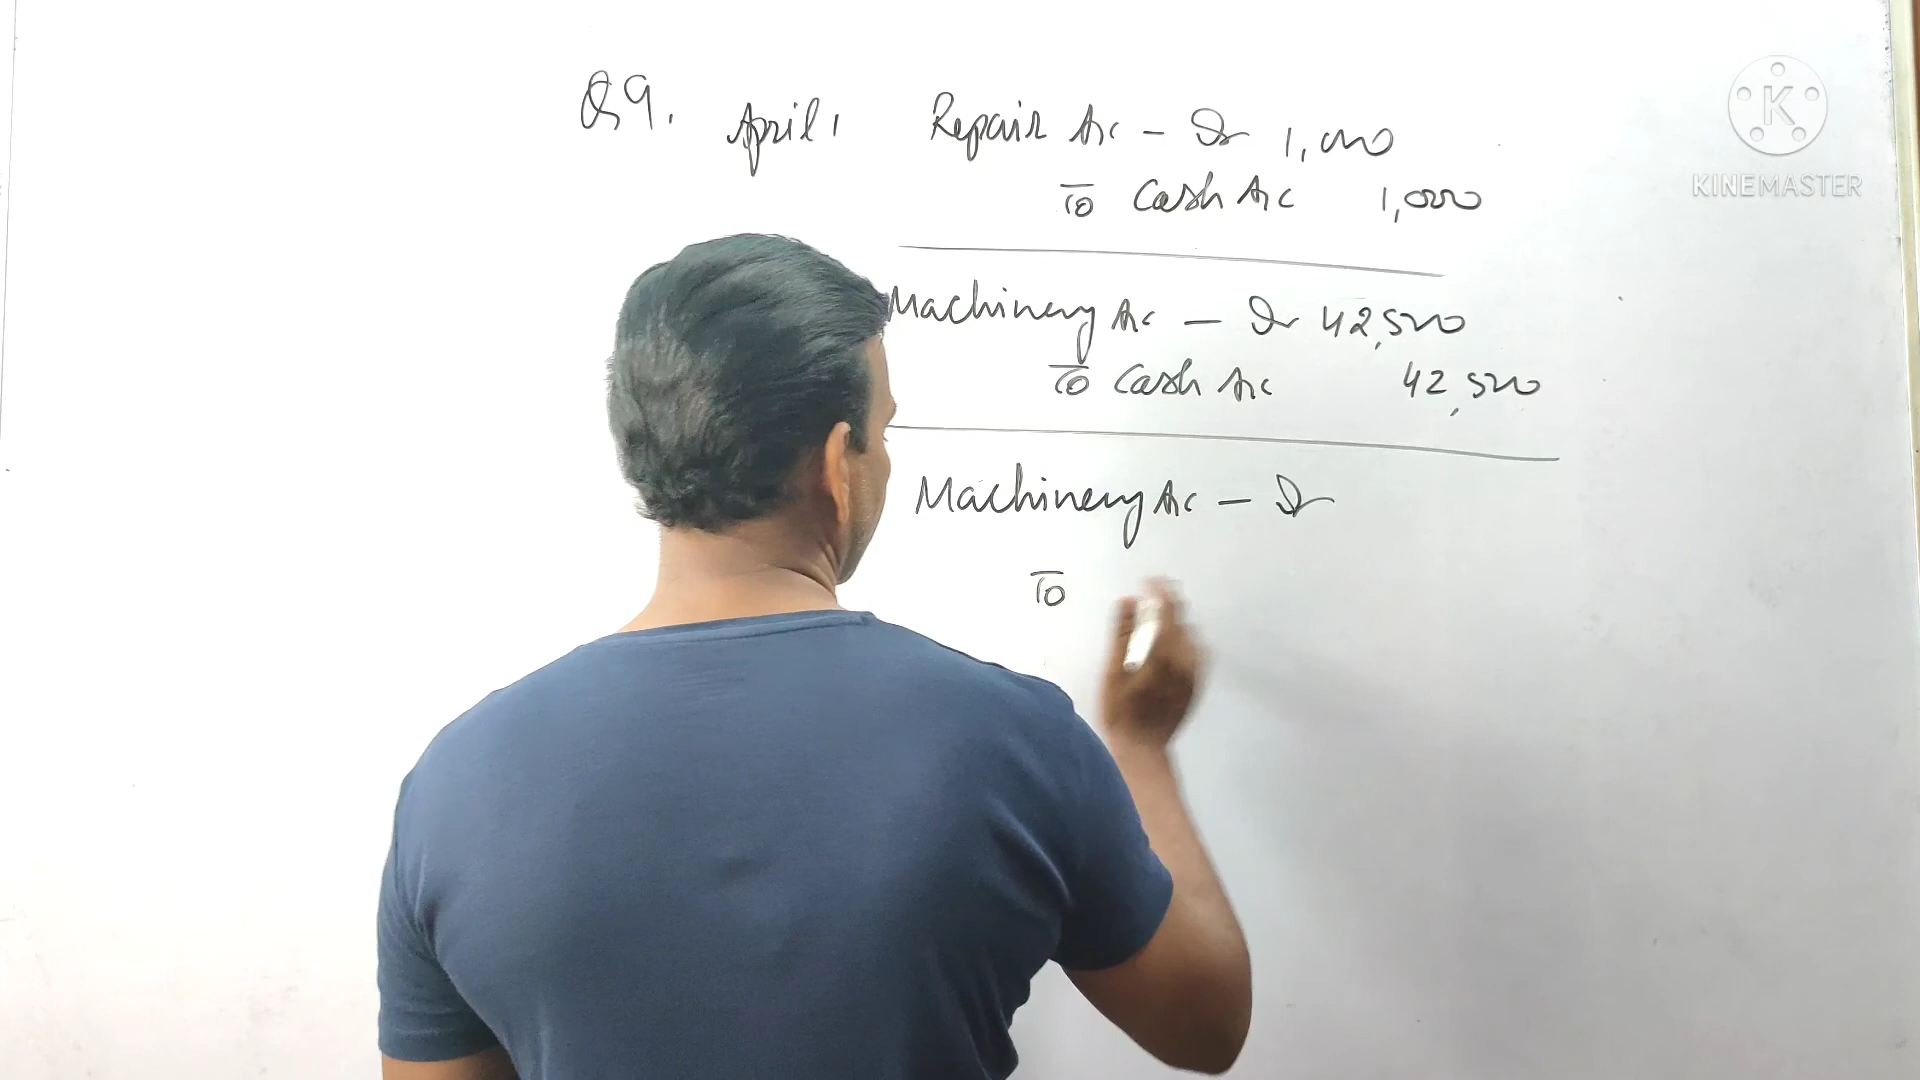 Q9. April 1 Repair A/c - Dr 1,000
To Cash A/c 1,000
Machinery A/c - Dr 42,500
To Cash A/c 42,500
Machinery A/c - Dr
To
K
KINEMASTER